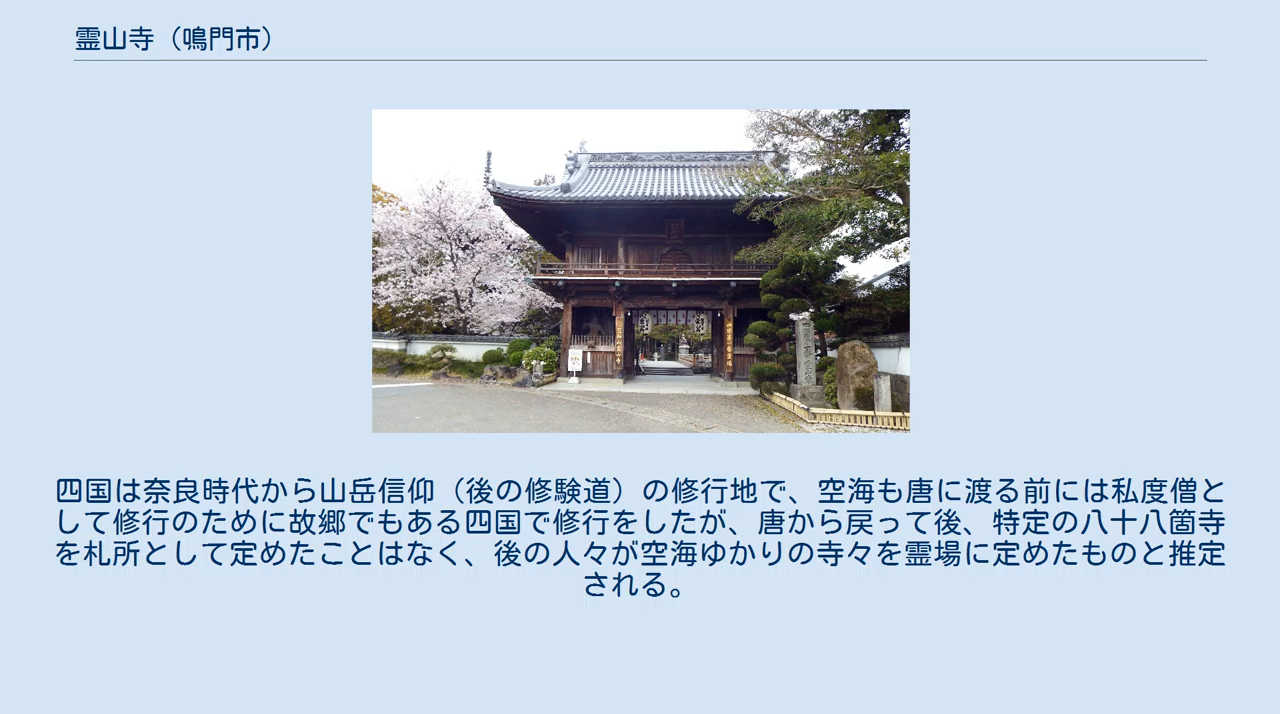 霊山寺（鳴門市）
四国は奈良時代から山岳信仰（後の修験道）の修行地で、空海も唐に渡る前には私度僧と
して修行のために故郷でもある四国で修行をしたが、唐から戻って後、特定の八十八箇寺
を札所として定めたことはなく、後の人々が空海ゆかりの寺々を霊場に定めたものと推定
される。